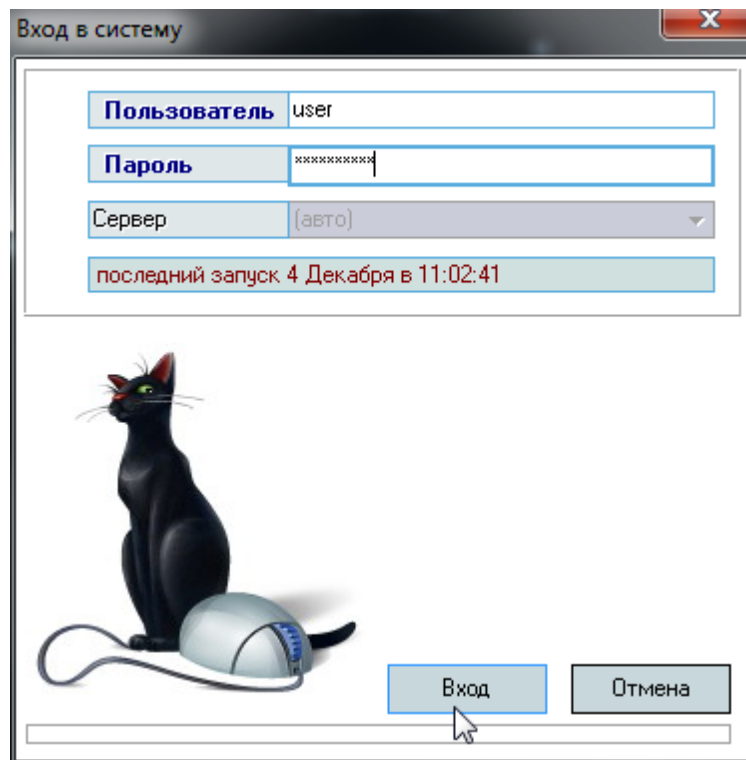 Вход в систему
Пользователь user
Пароль **********
Сервер (авто)
последний запуск 4 Декабря в 11:02:41
Вход Отмена